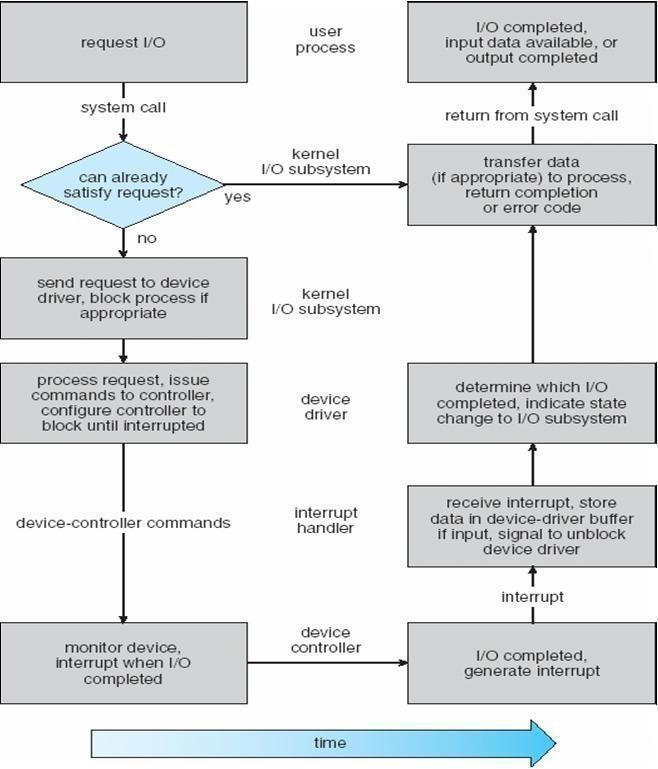 request I/O
user
process
I/O completed,
input data available, or
output completed
system call
return from system call
can already
satisfy request?
kernel
I/O subsystem
yes
transfer data
(if appropriate) to process,
return completion
or error code
no
send request to device
driver, block process if
appropriate
kernel
I/O subsystem
process request, issue
commands to controller,
configure controller to
block until interrupted
device
driver
determine which I/O
completed, indicate state
change to I/O subsystem
device-controller commands
interrupt
handler
receive interrupt, store
data in device-driver buffer
if input, signal to unblock
device driver
interrupt
monitor device,
interrupt when I/O
completed
device
controller
I/O completed,
generate interrupt
time